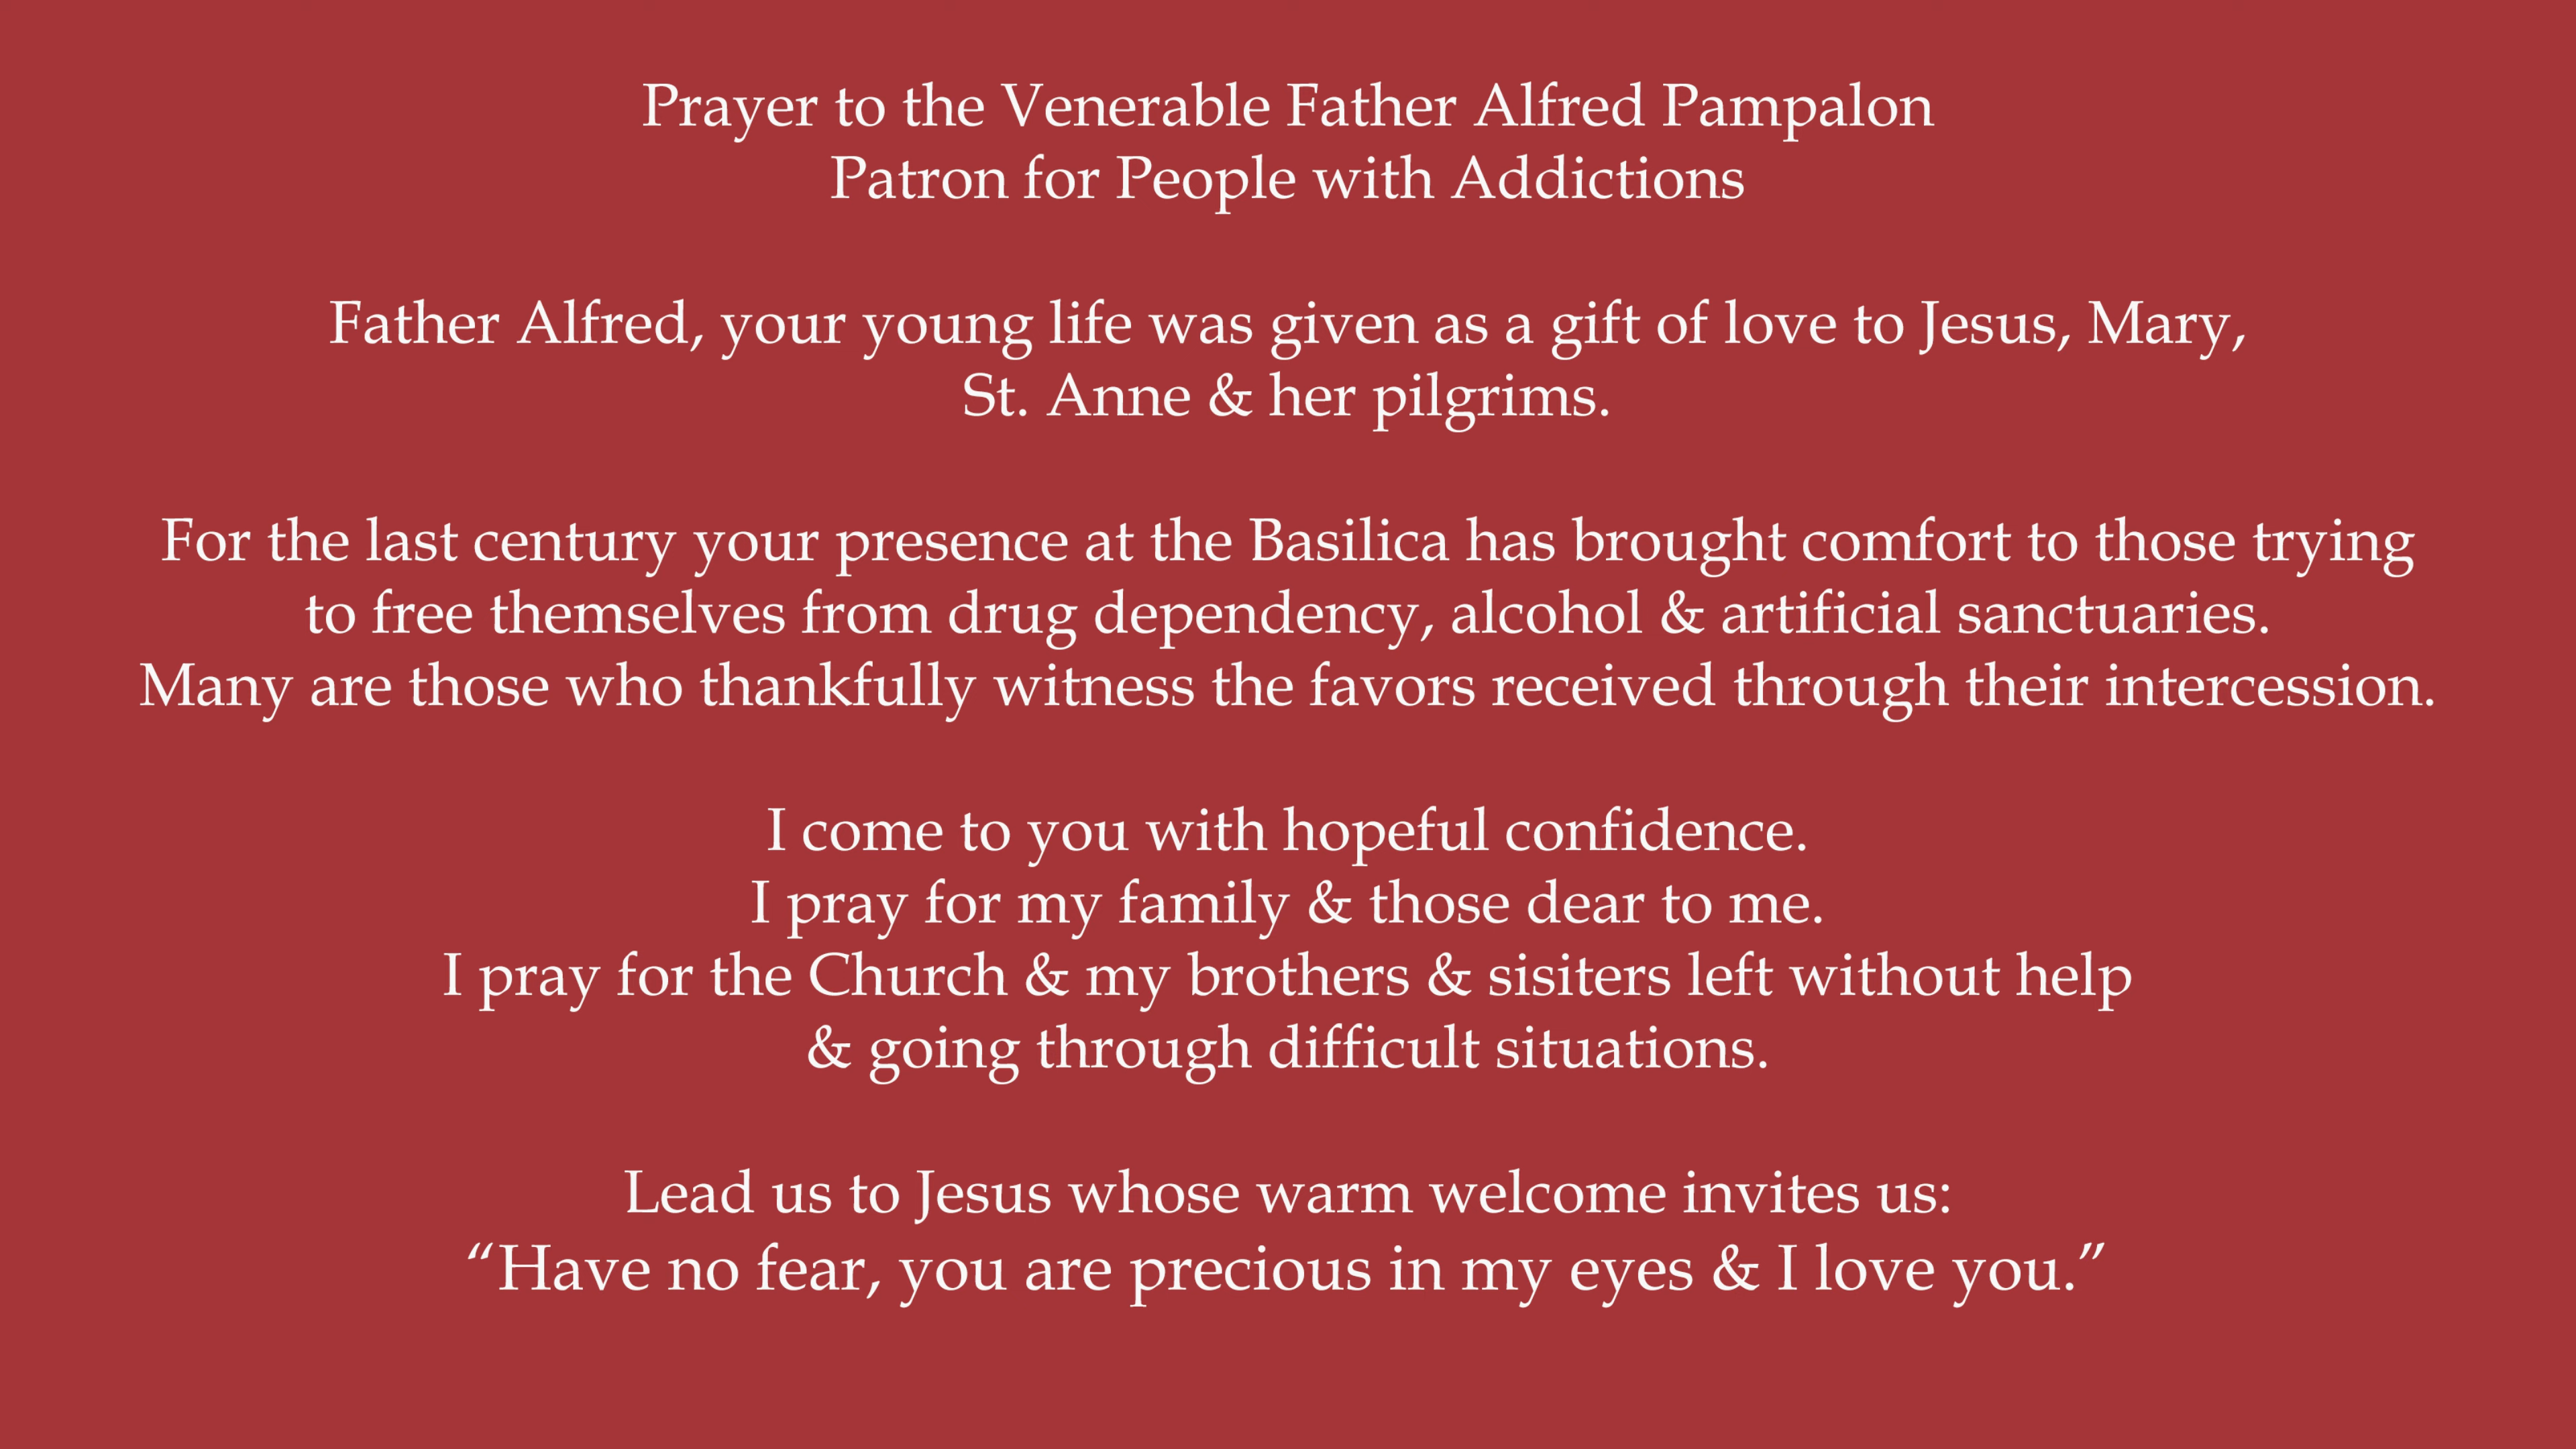 Prayer to the Venerable Father Alfred Pampalon
Patron for People with Addictions
Father Alfred, your young life was given as a gift of love to Jesus, Mary,
St. Anne & her pilgrims.
For the last century your presence at the Basilica has brought comfort to those trying
to free themselves from drug dependency, alcohol & artificial sanctuaries.
Many are those who thankfully witness the favors received through their intercession.
I come to you with hopeful confidence.
I pray for my family & those dear to me.
I pray for the Church & my brothers & sisiters left without help
& going through difficult situations.
Lead us to Jesus whose warm welcome invites us:
“Have no fear, you are precious in my eyes & I love you.”